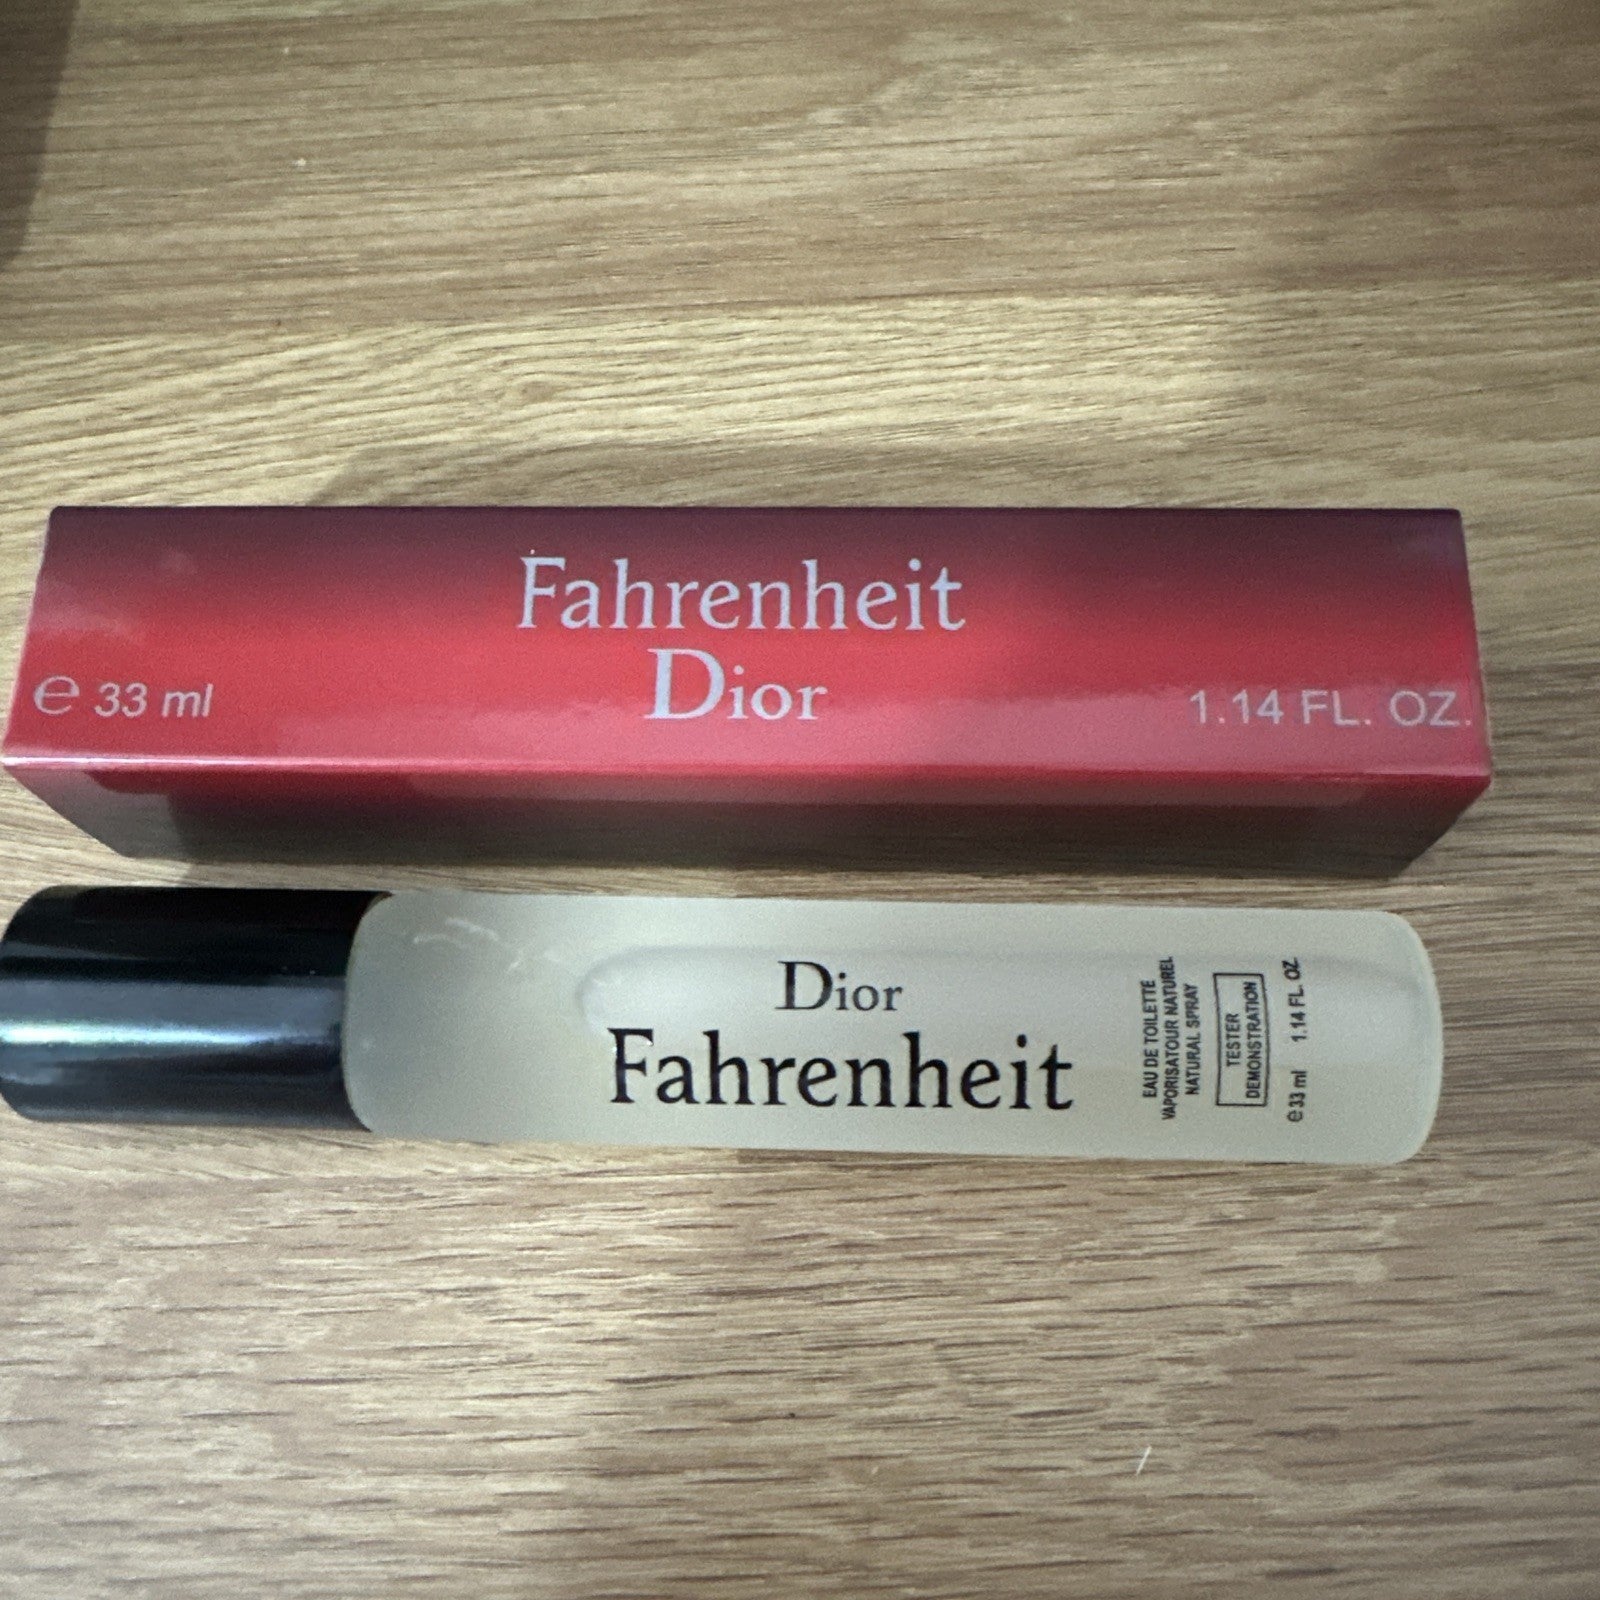 Fahrenheit
Dior
e 33 ml
1.14 FL. OZ.
Dior
Fahrenheit
EAU DE TOILETTE
VAPORISATOUR NATUREL
NATURAL SPRAY
TESTER
DEMONSTRATION
e 33 ml 1.14 FL. OZ